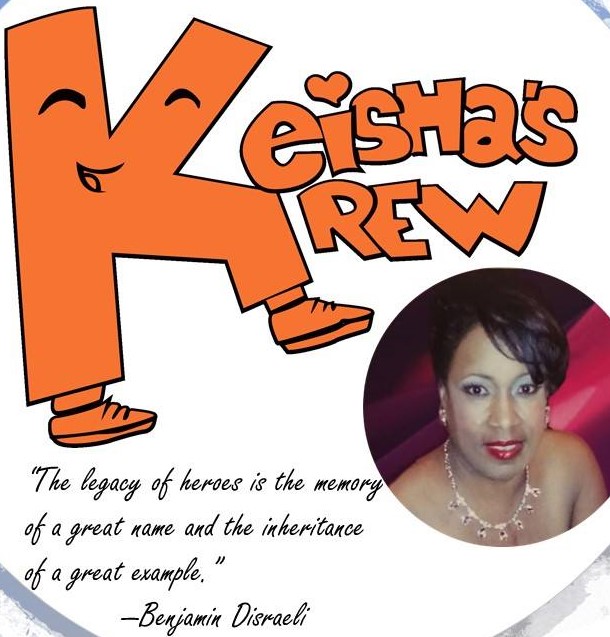 Keisha's
Krew
"The legacy of heroes is the memory
of a great name and the inheritance
of a great example."
—Benjamin Disraeli